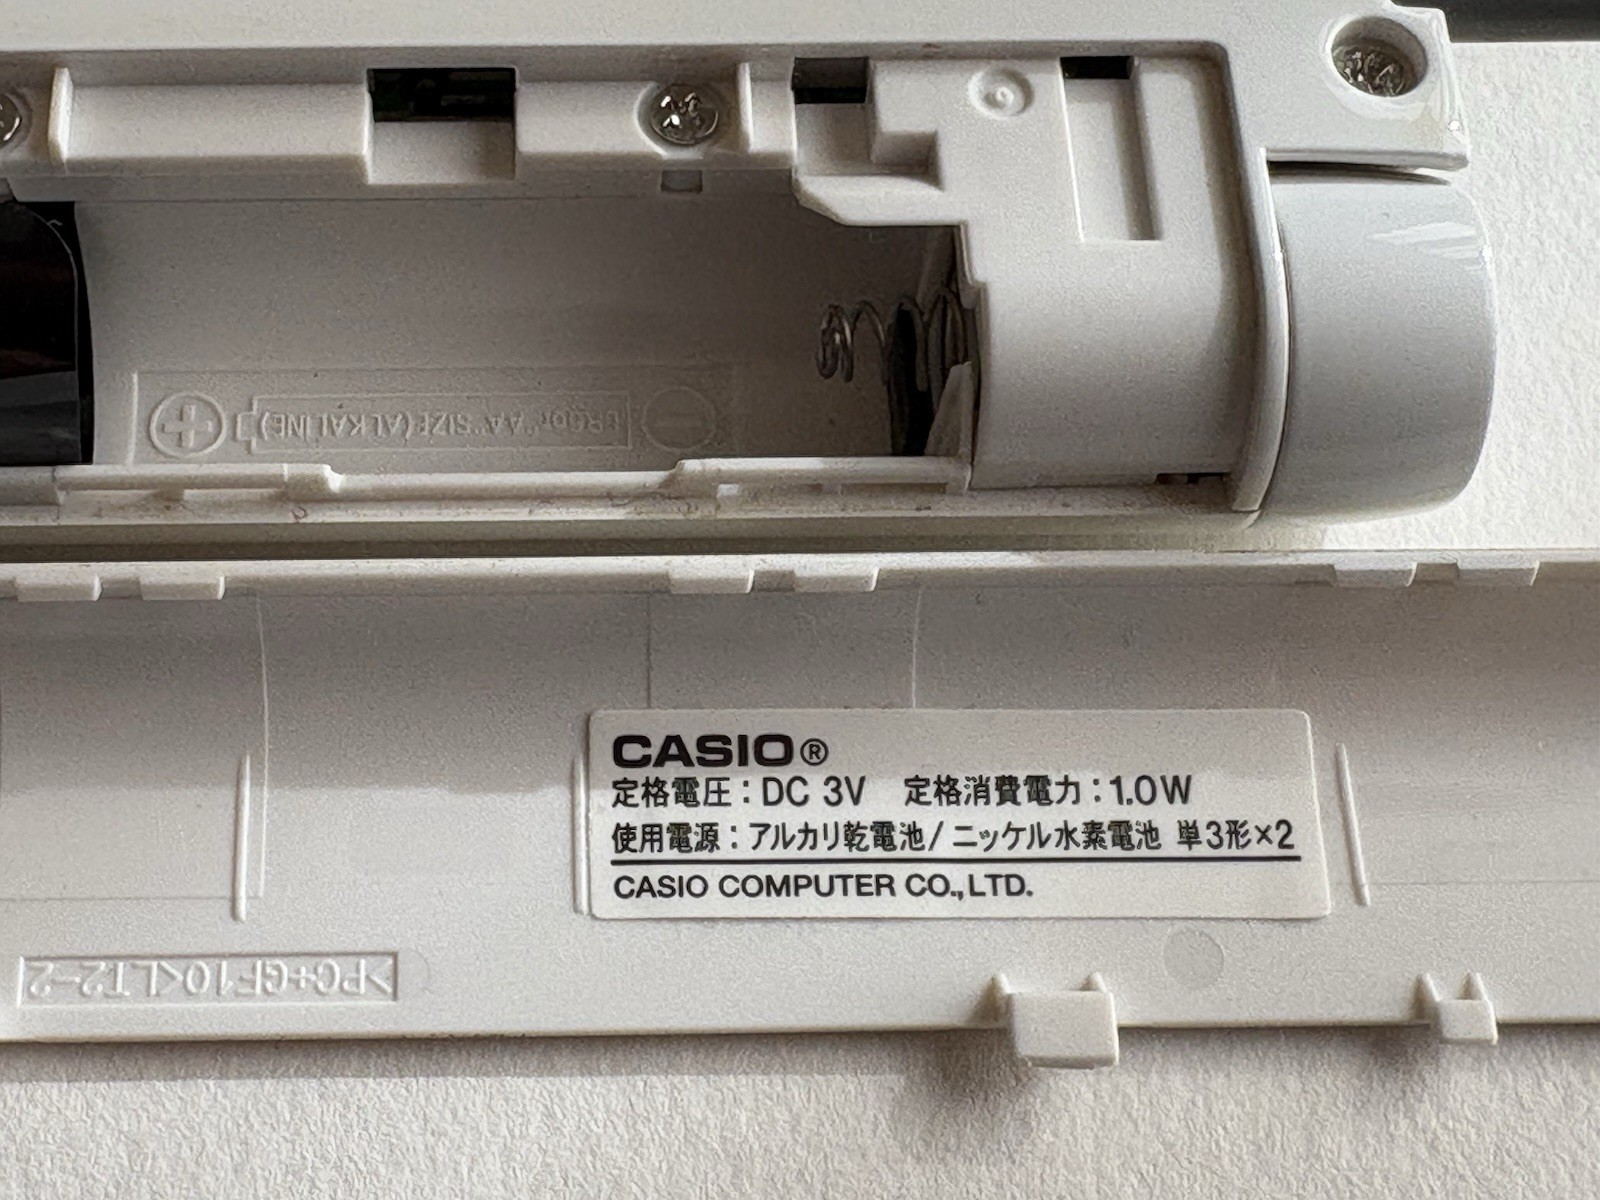 LR6 or "AA" SIZE(ALKALINE)
CASIO®
定格電圧：DC 3V 定格消費電力：1.0W
使用電源：アルカリ乾電池/ニッケル水素電池 単3形×2
CASIO COMPUTER CO.,LTD.
>PC+GF10<LT2-2